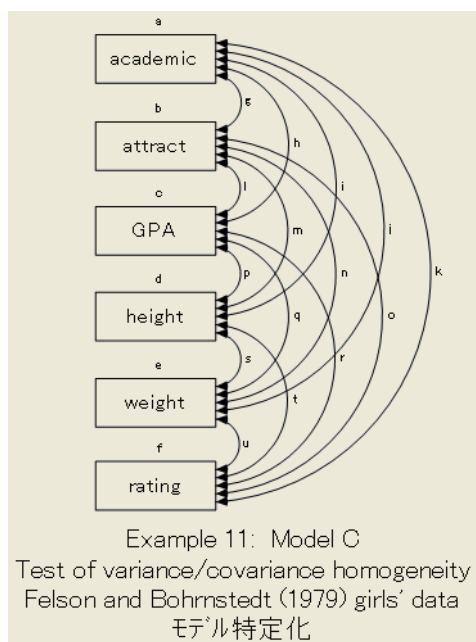 a
academic
g
b
attract
h
i
c
l
j
GPA
m
k
d
p
n
height
q
o
e
s
r
weight
t
f
u
rating
Example 11: Model C
Test of variance/covariance homogeneity
Felson and Bohrnstedt (1979) girls' data
モデル特定化